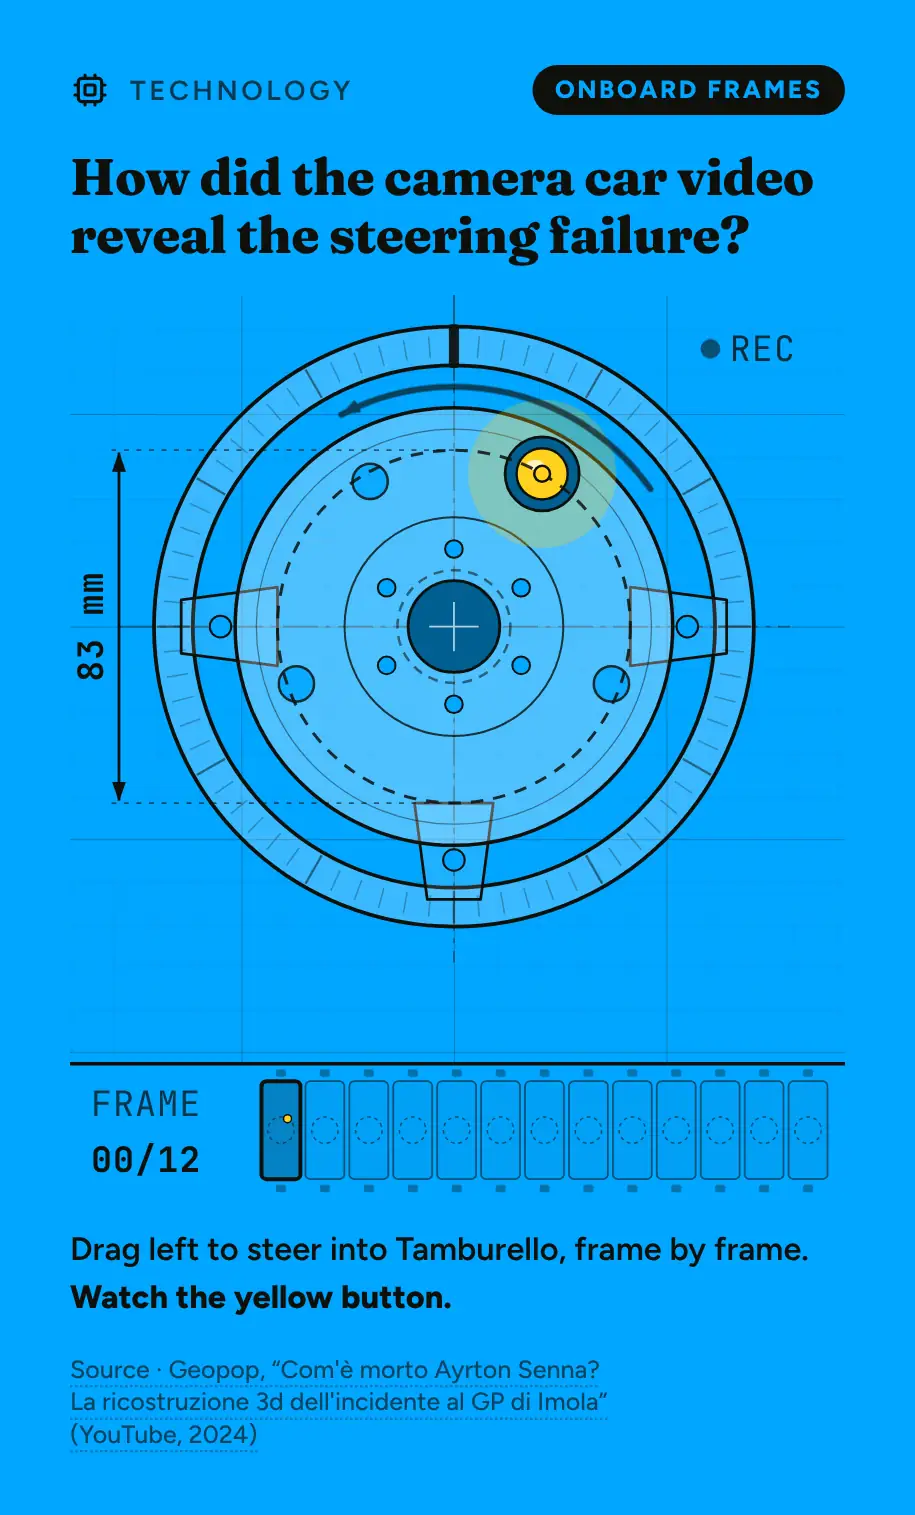 TECHNOLOGY
ONBOARD FRAMES
How did the camera car video
reveal the steering failure?
REC
83 mm
FRAME
00/12
Drag left to steer into Tamburello, frame by frame.
Watch the yellow button.
Source · Geopop, “Com'è morto Ayrton Senna?
La ricostruzione 3d dell'incidente al GP di Imola”
(YouTube, 2024)